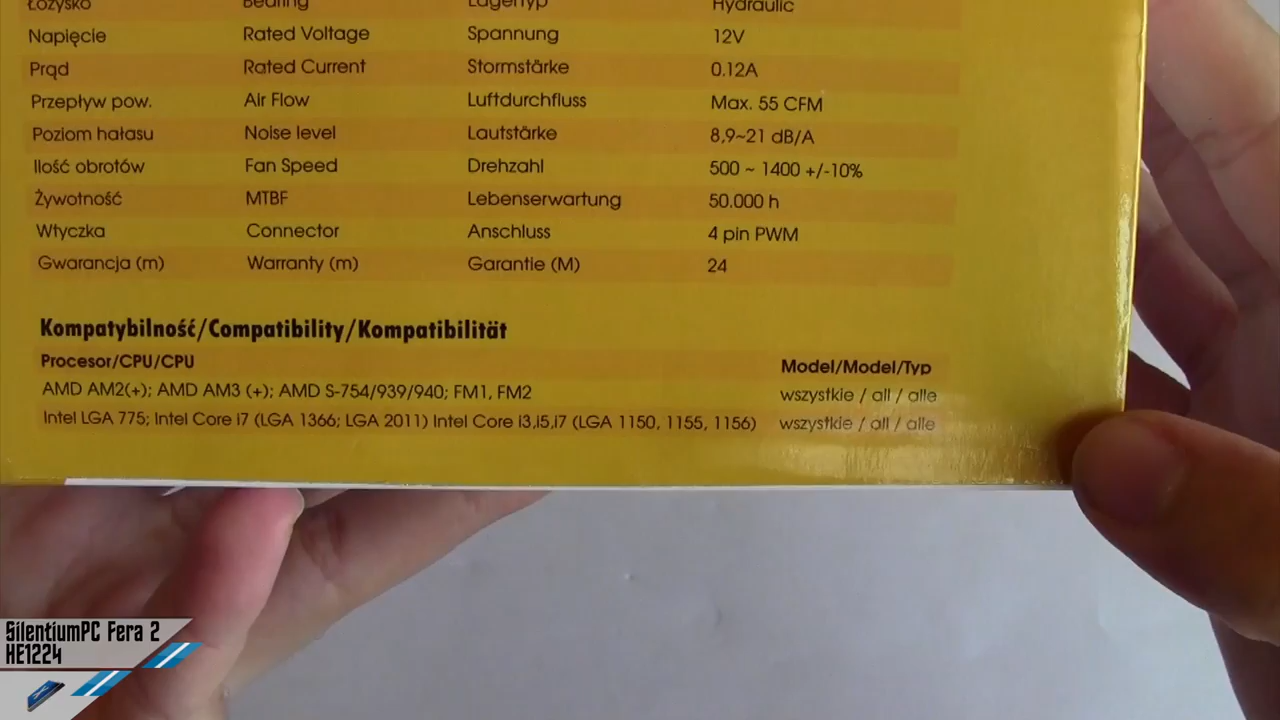 Łożysko Bearing Lagertyp Hydraulic
Napięcie Rated Voltage Spannung 12V
Prąd Rated Current Stormstärke 0.12A
Przepływ pow. Air Flow Luftdurchfluss Max. 55 CFM
Poziom hałasu Noise level Lautstärke 8,9~21 dB/A
Ilość obrotów Fan Speed Drehzahl 500 ~ 1400 +/-10%
Żywotność MTBF Lebenserwartung 50.000 h
Wtyczka Connector Anschluss 4 pin PWM
Gwarancja (m) Warranty (m) Garantie (M) 24
Kompatybilność/Compatibility/Kompatibilität
Procesor/CPU/CPU Model/Model/Typ
AMD AM2(+); AMD AM3 (+); AMD S-754/939/940; FM1, FM2 wszystkie / all / alle
Intel LGA 775; Intel Core i7 (LGA 1366; LGA 2011) Intel Core i3,i5,i7 (LGA 1150, 1155, 1156) wszystkie / all / alle
SilentiumPC Fera 2
HE1224